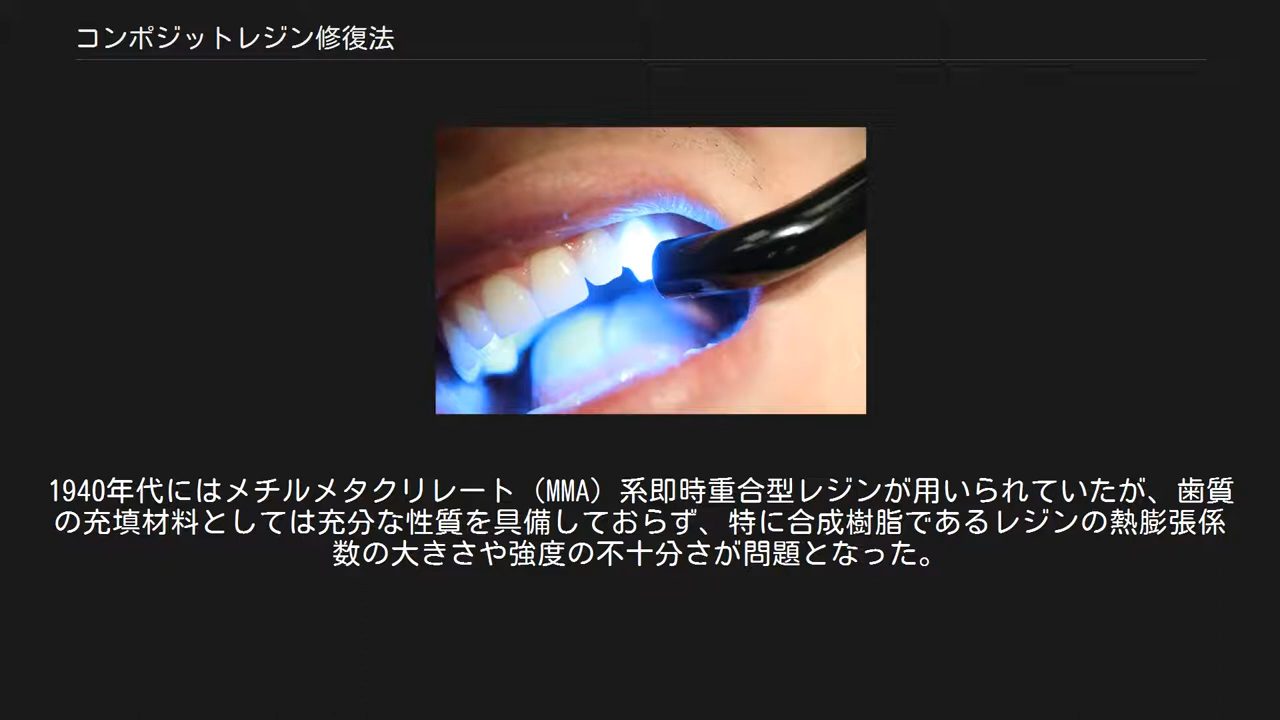 コンポジットレジン修復法
1940年代にはメチルメタクリレート（MMA）系即時重合型レジンが用いられていたが、歯質
の充填材料としては充分な性質を具備しておらず、特に合成樹脂であるレジンの熱膨張係
数の大きさや強度の不十分さが問題となった。